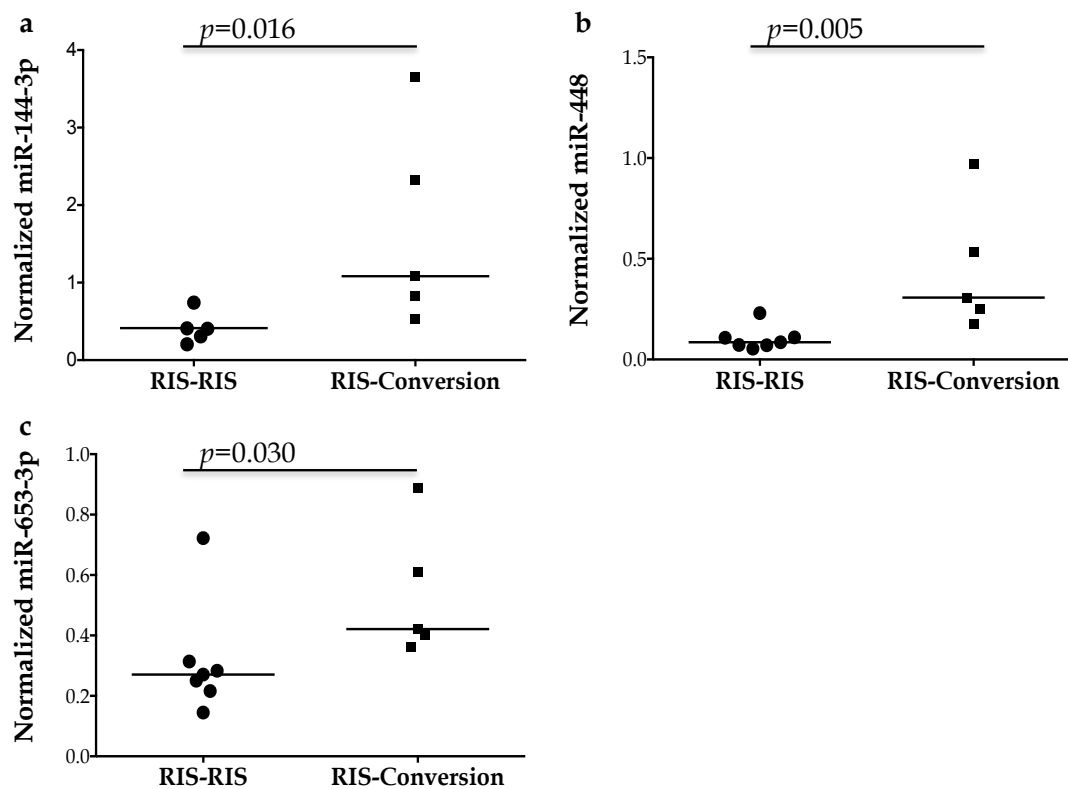 a
p=0.016
Normalized miR-144-3p
4
3
2
1
0
RIS-RIS RIS-Conversion
b
p=0.005
Normalized miR-448
1.5
1.0
0.5
0.0
RIS-RIS RIS-Conversion
c
p=0.030
Normalized miR-653-3p
1.0
0.8
0.6
0.4
0.2
0.0
RIS-RIS RIS-Conversion